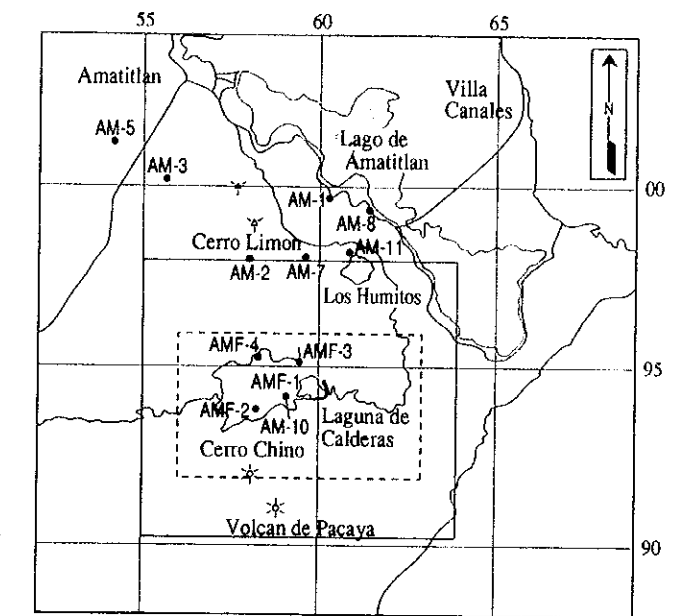 55 60 65
Amatitlan
Villa
Canales
N
AM-5
Lago de
Amatitlan
AM-3
00
AM-1
AM-8
Cerro Limon
AM-11
AM-2 AM-7
Los Humitos
AMF-4 AMF-3
95
AMF-1
AMF-2
Laguna de
AM-10
Calderas
Cerro Chino
Volcan de Pacaya
90